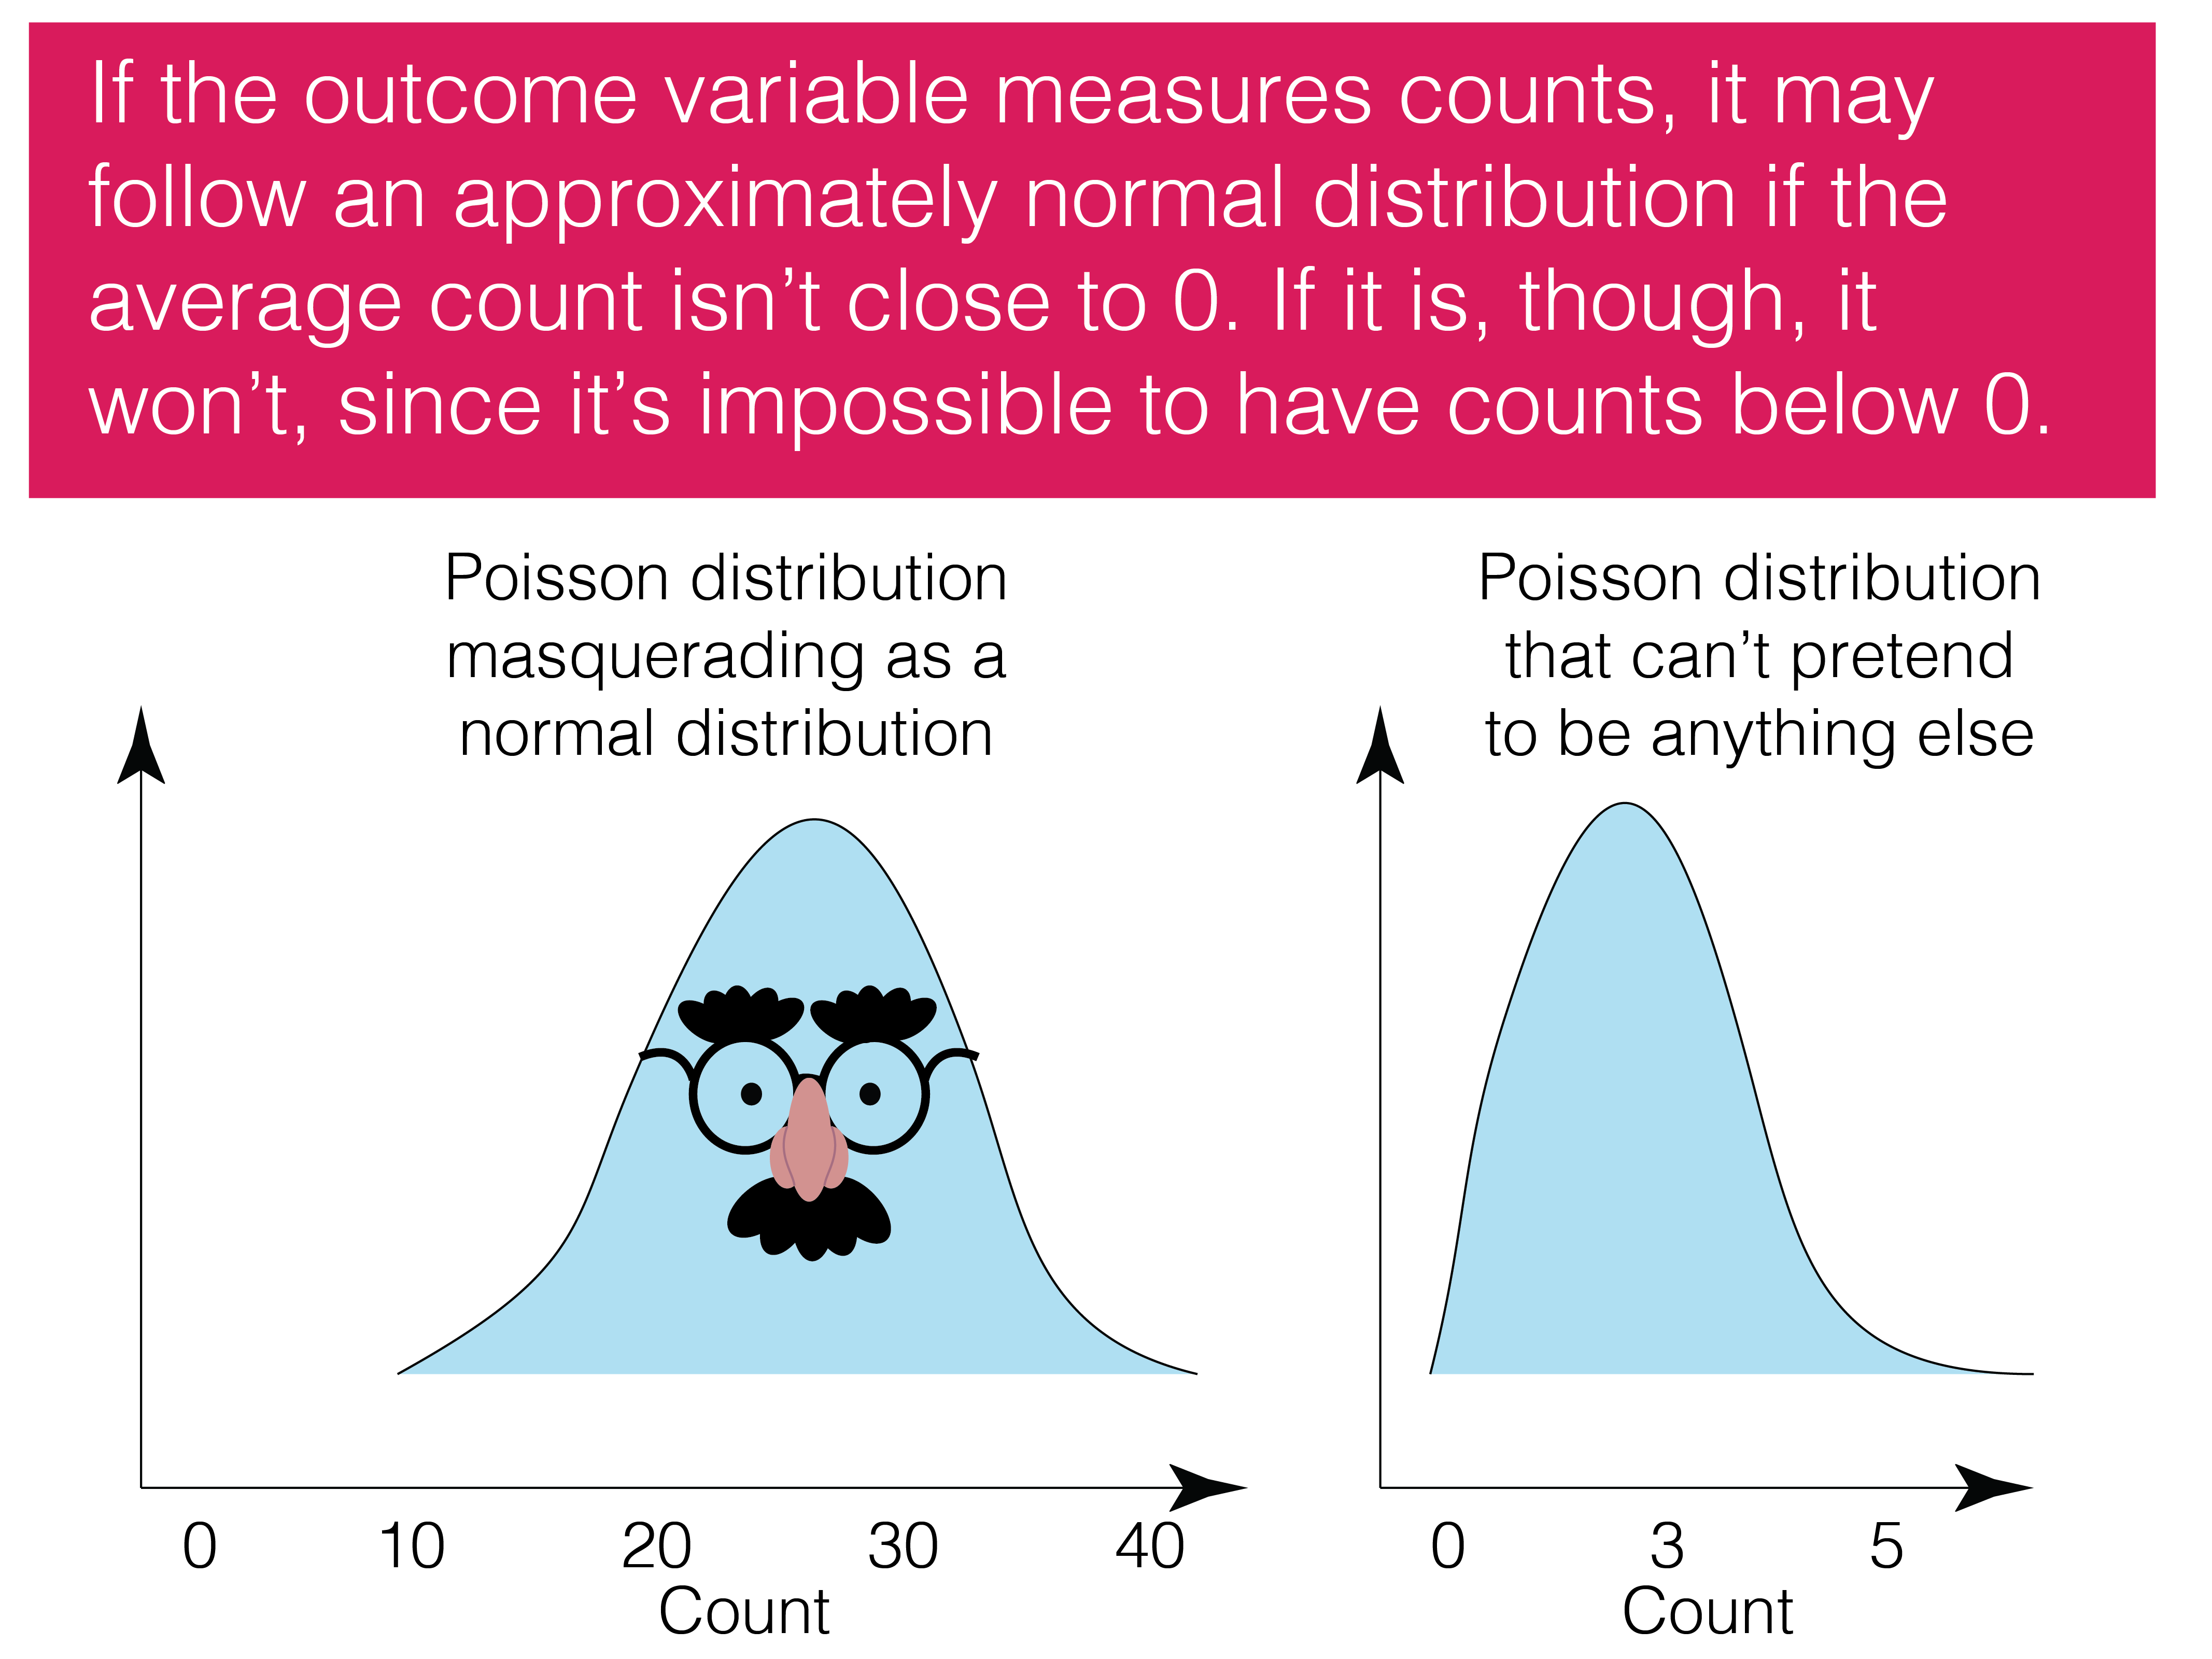 If the outcome variable measures counts, it may
follow an approximately normal distribution if the
average count isn’t close to 0. If it is, though, it
won’t, since it’s impossible to have counts below 0.
Poisson distribution
masquerading as a
normal distribution
0 10 20 30 40
Count
Poisson distribution
that can’t pretend
to be anything else
0 3 5
Count